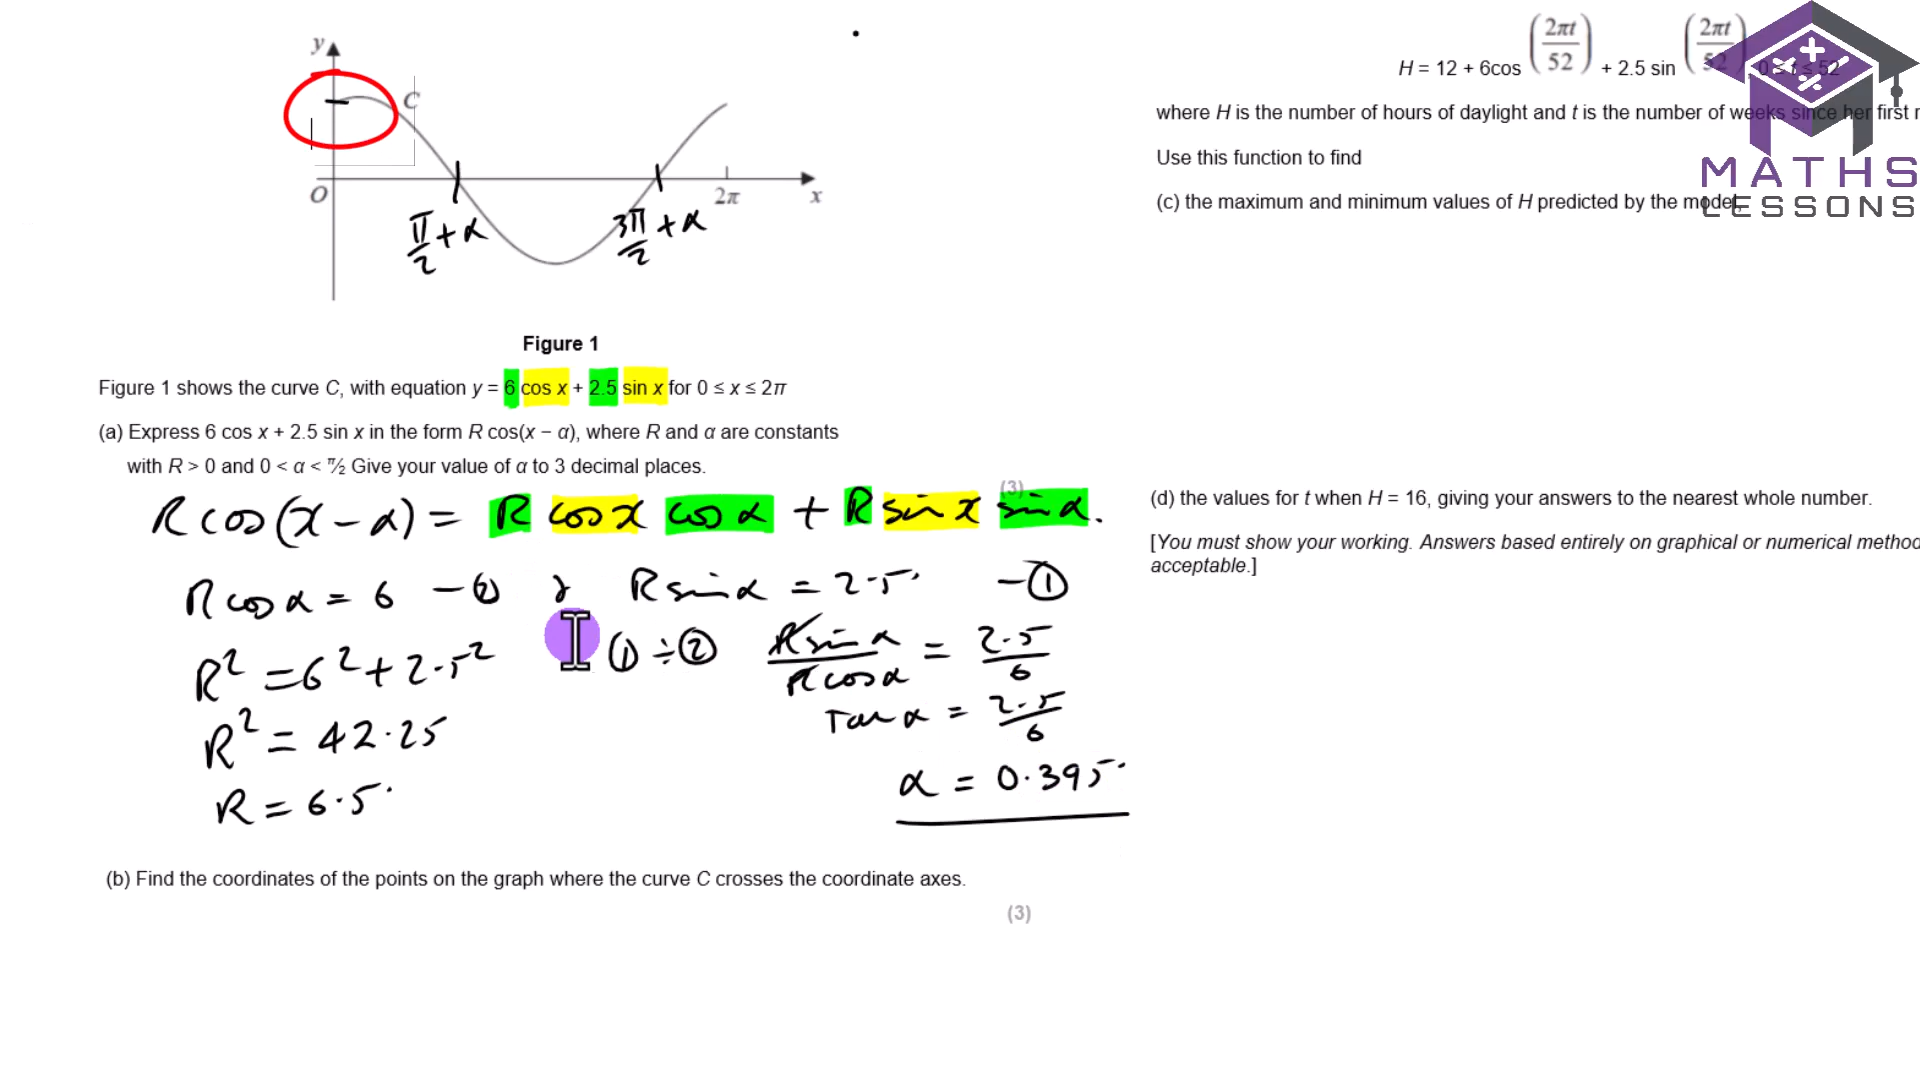 y
C
O
2π
x
π/2 + α
3π/2 + α
Figure 1
Figure 1 shows the curve C, with equation y = 6 cos x + 2.5 sin x for 0 ≤ x ≤ 2π
(a) Express 6 cos x + 2.5 sin x in the form R cos(x − α), where R and α are constants
with R > 0 and 0 < α < π⁄2 Give your value of α to 3 decimal places.
(3)
R cos(x − α) = R cos x cos α + R sin x sin α.
R cos α = 6 − ② & R sin α = 2.5 − ①
R² = 6² + 2.5²
① ÷ ② R sin α / R cos α = 2.5 / 6
R² = 42.25
Tan α = 2.5 / 6
R = 6.5
α = 0.395
(b) Find the coordinates of the points on the graph where the curve C crosses the coordinate axes.
(3)
H = 12 + 6cos (2πt/52) + 2.5 sin (2πt/52) 0 ≤ t ≤ 52
where H is the number of hours of daylight and t is the number of weeks since her first
Use this function to find
(c) the maximum and minimum values of H predicted by the model,
(d) the values for t when H = 16, giving your answers to the nearest whole number.
[You must show your working. Answers based entirely on graphical or numerical
acceptable.]
MATHS
LESSONS